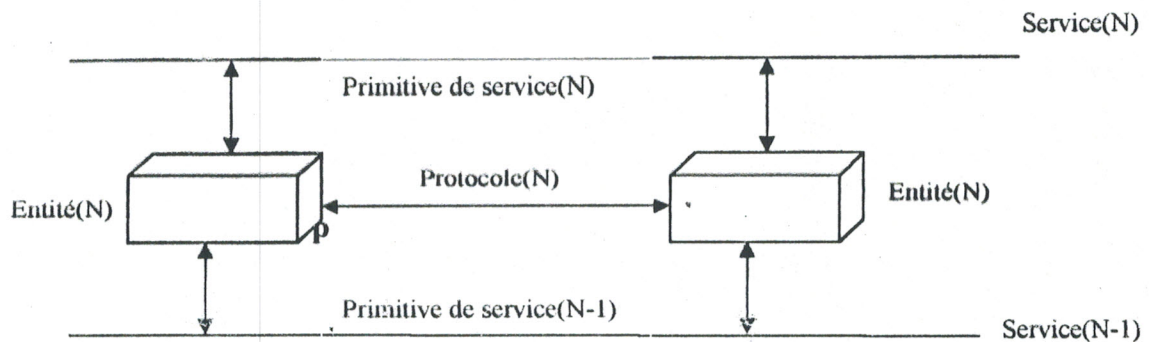 Service(N)
Primitive de service(N)
Protocole(N)
Entité(N)
Entité(N)
p
Primitive de service(N-1)
Service(N-1)